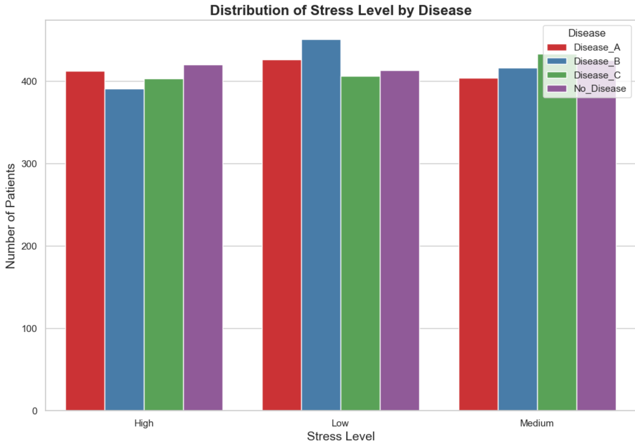 Distribution of Stress Level by Disease
Disease
Disease_A
Disease_B
Disease_C
No_Disease
Number of Patients
400
300
200
100
0
High
Low
Medium
Stress Level